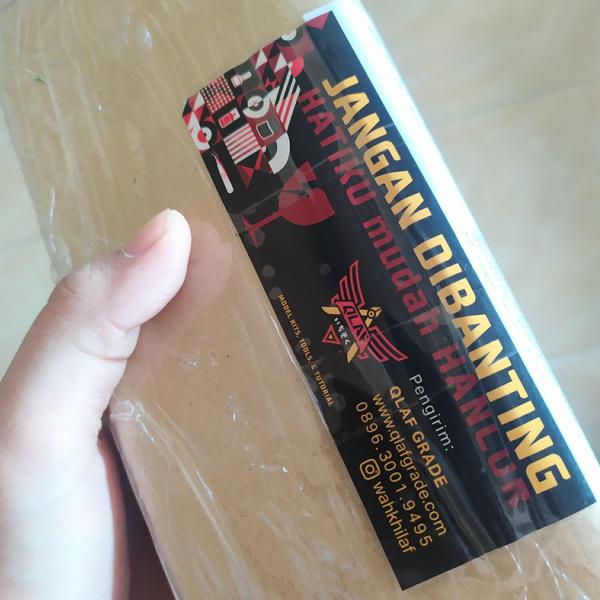 JANGAN DIBANTING
HATIKU mudah HANCUR
QLAF
MODEL KITS, TOOLS, & TUTORIAL
Pengirim:
QLAF GRADE
www.qlafgrade.com
0896.3001.9495
wahkhilaf